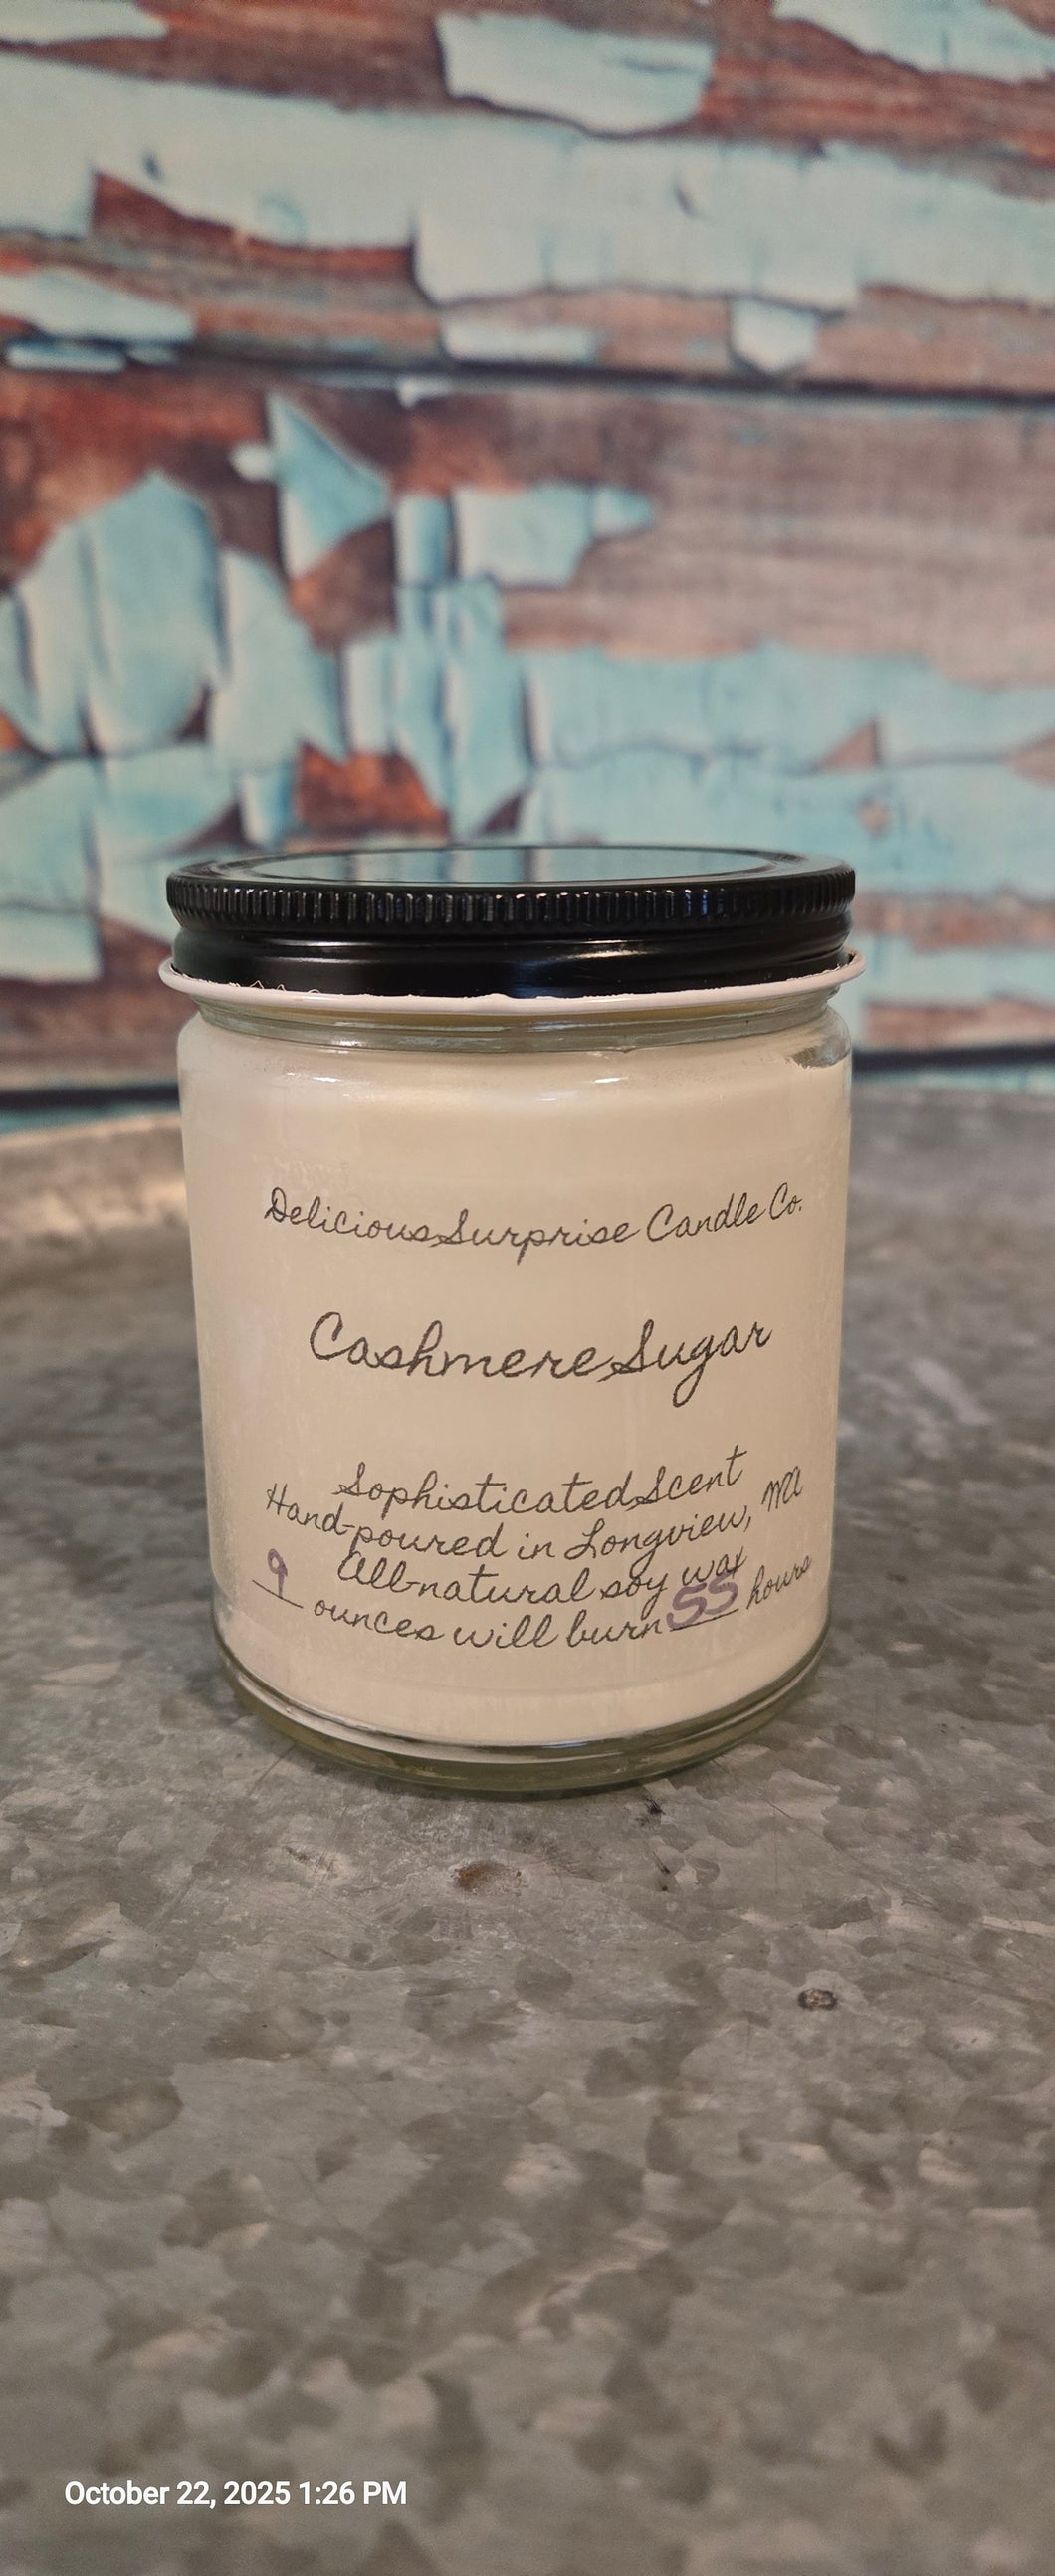 Delicious Surprise Candle Co.
Cashmere Sugar
Sophisticated Scent
Hand-poured in Longview, WA
All-natural soy wax
9 ounces will burn 55 hours
October 22, 2025 1:26 PM